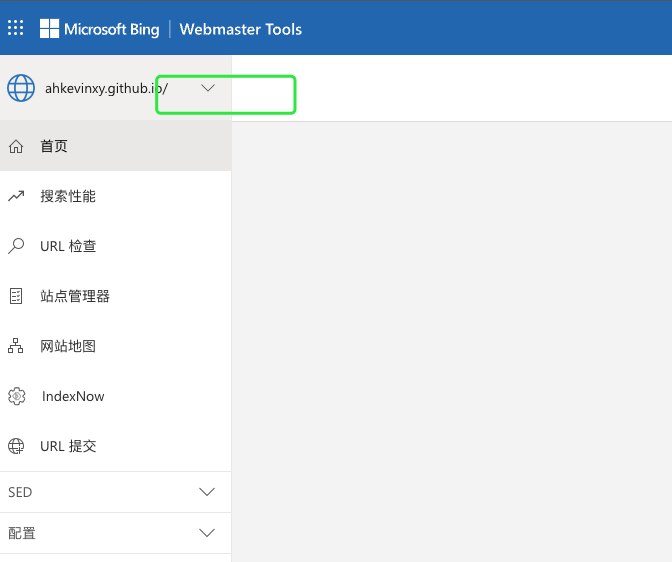 Microsoft Bing | Webmaster Tools
ahkevinxy.github.io/
首页
搜索性能
URL 检查
站点管理器
网站地图
IndexNow
URL 提交
SED
配置